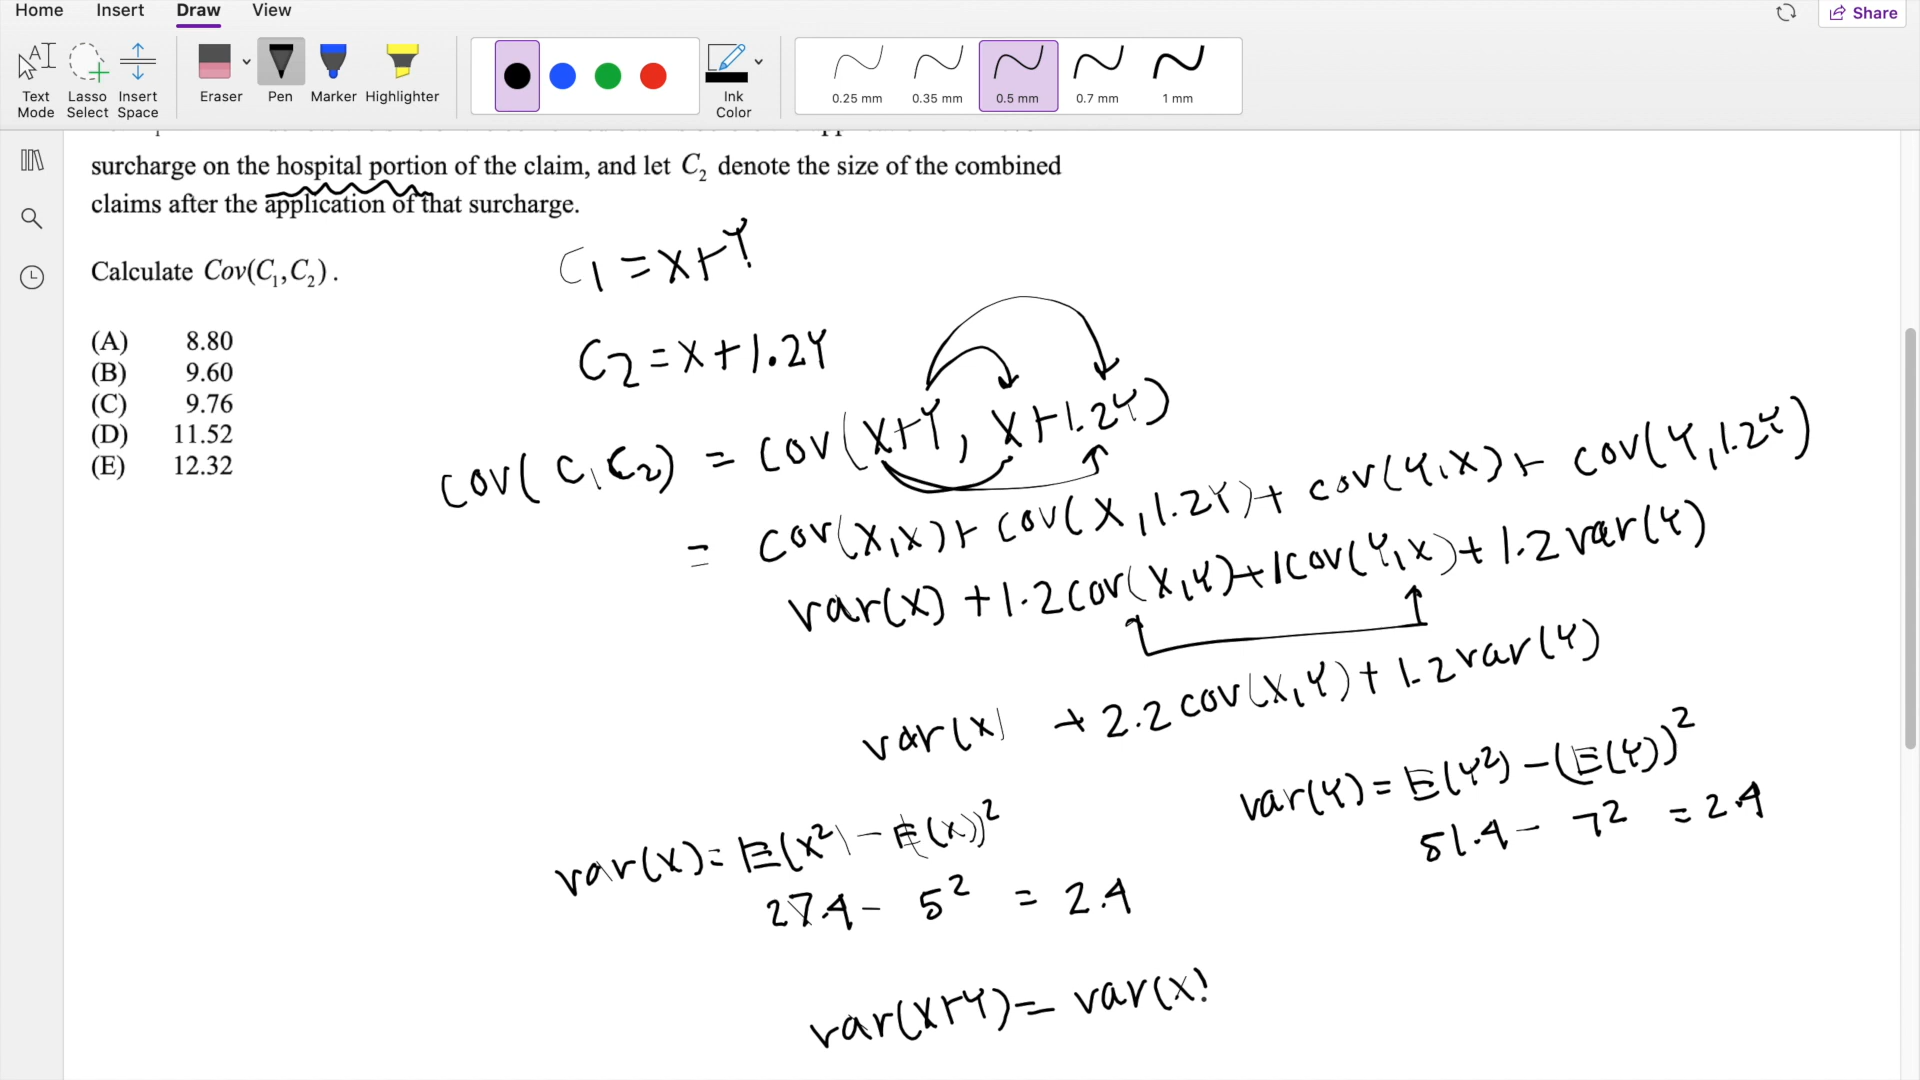 Home Insert Draw View
Share
Text Mode
Lasso Select
Insert Space
Eraser
Pen
Marker
Highlighter
Ink Color
0.25 mm
0.35 mm
0.5 mm
0.7 mm
1 mm
surcharge on the hospital portion of the claim, and let C₂ denote the size of the combined
claims after the application of that surcharge.
C1 = X+Y
Calculate Cov(C₁,C₂).
(A) 8.80
(B) 9.60
(C) 9.76
(D) 11.52
(E) 12.32
C2 = X + 1.2Y
cov(C1C2) = cov(X+Y, X+1.2Y)
= cov(X,X) + cov(X,1.2Y) + cov(Y,X) + cov(Y,1.2Y)
var(X) + 1.2cov(X,Y) + 1cov(Y,X) + 1.2var(Y)
var(X) + 2.2cov(X,Y) + 1.2var(Y)
var(Y) = E(Y²) - (E(Y))²
51.4 - 7² = 2.4
var(X) = E(X²) - E(X))²
27.4 - 5² = 2.4
var(X+Y) = var(X)